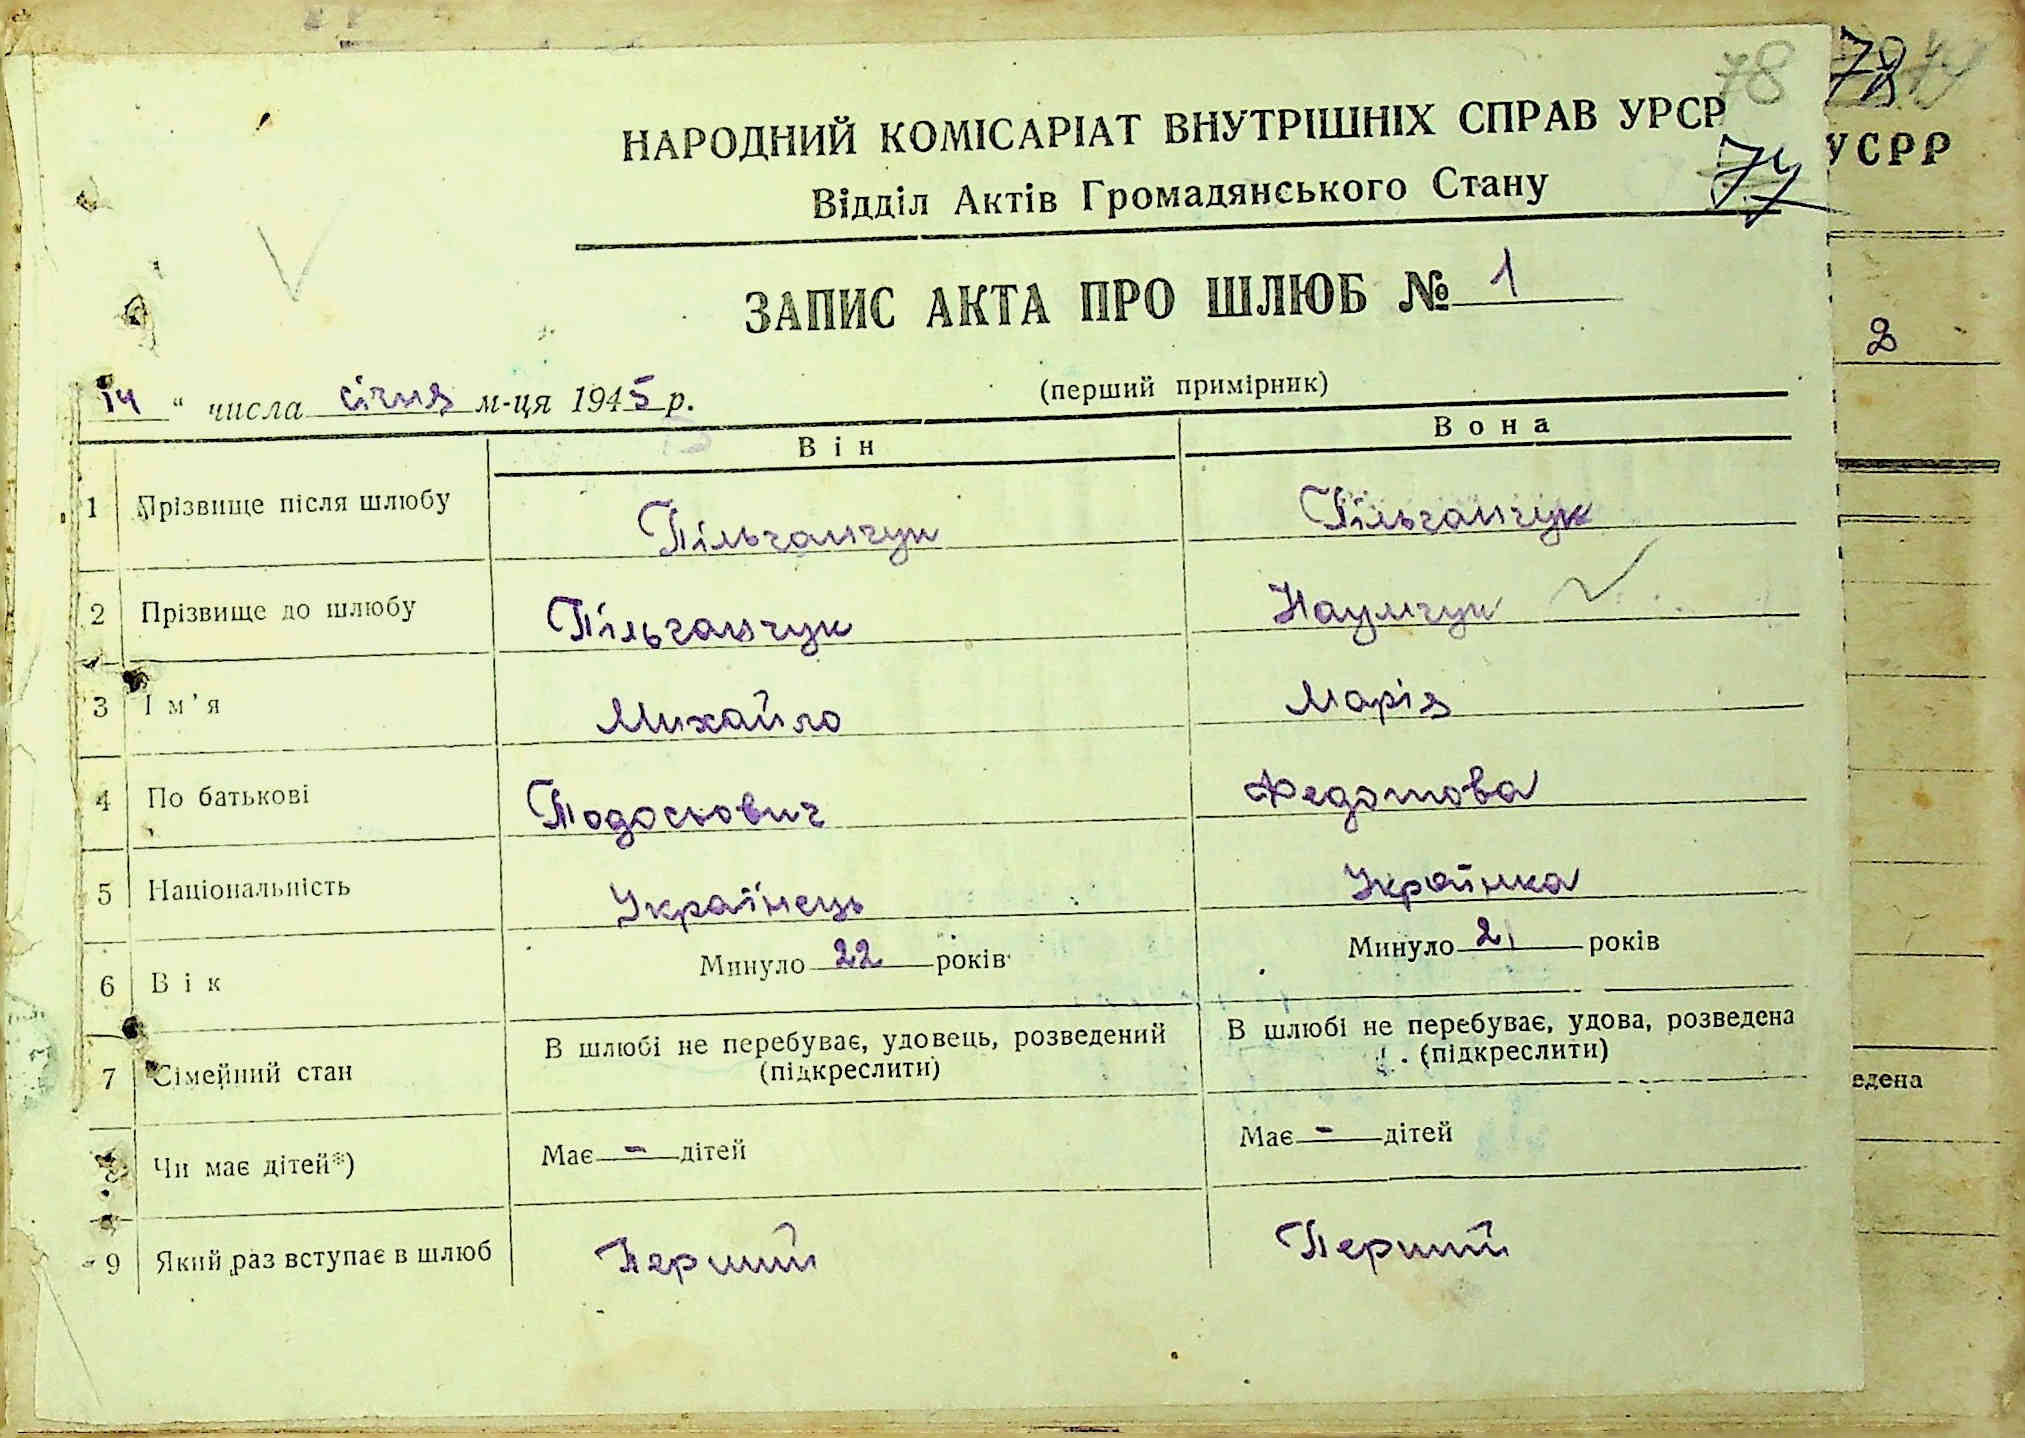 78 78
НАРОДНИЙ КОМІСАРІАТ ВНУТРІШНІХ СПРАВ УРСР
УСРР
Відділ Актів Громадянського Стану
74
ЗАПИС АКТА ПРО ШЛЮБ № 1
2
14 " числа січня м-ця 1945 р. (перший примірник)
Він Вона
1 Прізвище після шлюбу Пільганчук Пільганчук
2 Прізвище до шлюбу Пільганчук Наумчук
3 Ім'я Михайло Марія
4 По батькові Тодоскович Федотова
5 Національність Українець Українка
6 Вік Минуло 22 років Минуло 21 років
7 Сімейний стан В шлюбі не перебуває, удовець, розведений (підкреслити) В шлюбі не перебуває, удова, розведена (підкреслити)
едена
8 Чи має дітей*) Має - дітей Має - дітей
9 Який раз вступає в шлюб Перший Перший